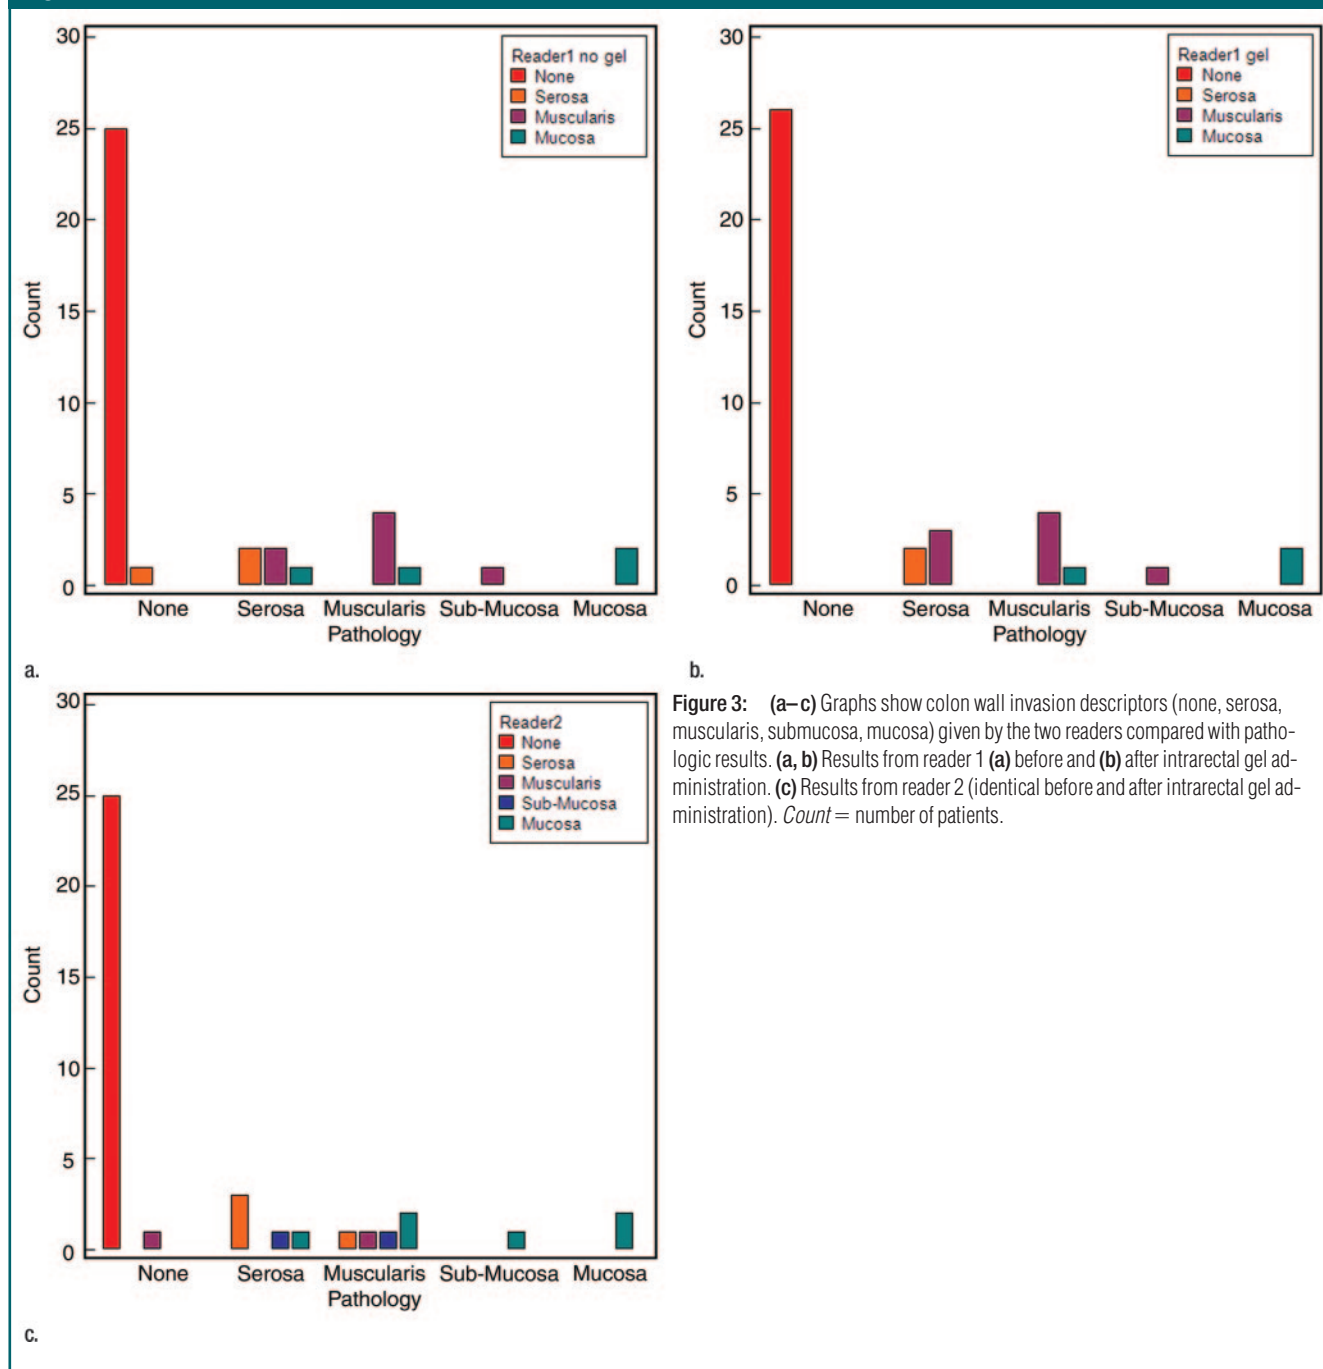 30
25
20
15
10
5
0
Count
Reader1 no gel
None
Serosa
Muscularis
Mucosa
None Serosa Muscularis Sub-Mucosa Mucosa
Pathology
a.
30
25
20
15
10
5
0
Count
Reader1 gel
None
Serosa
Muscularis
Mucosa
None Serosa Muscularis Sub-Mucosa Mucosa
Pathology
b.
30
25
20
15
10
5
0
Count
Reader2
None
Serosa
Muscularis
Sub-Mucosa
Mucosa
None Serosa Muscularis Sub-Mucosa Mucosa
Pathology
c.
Figure 3: (a–c) Graphs show colon wall invasion descriptors (none, serosa,
muscularis, submucosa, mucosa) given by the two readers compared with patho-
logic results. (a, b) Results from reader 1 (a) before and (b) after intrarectal gel ad-
ministration. (c) Results from reader 2 (identical before and after intrarectal gel ad-
ministration). Count = number of patients.